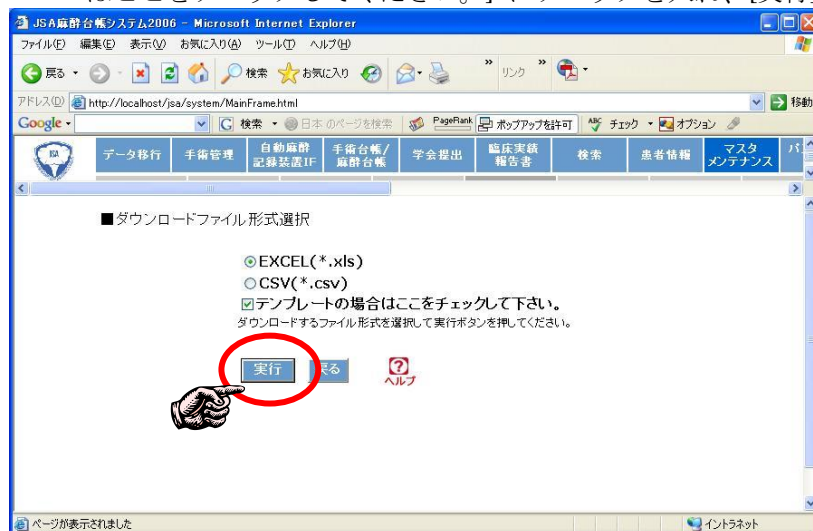 JSA麻酔台帳システム2006 - Microsoft Internet Explorer
ファイル(F) 編集(E) 表示(V) お気に入り(A) ツール(T) ヘルプ(H)
戻る 検索 お気に入り リンク
アドレス(D) http://localhost/jsa/system/MainFrame.html 移動
Google 検索 日本 のページを検索 PageRank ポップアップを許可 チェック オプション
JSA データ移行 手術管理 自動麻酔記録装置IF 手術台帳/麻酔台帳 学会提出 臨床実績報告書 検索 患者情報 マスタメンテナンス
■ダウンロードファイル形式選択
EXCEL(*.xls)
CSV(*.csv)
テンプレートの場合はここをチェックして下さい。
ダウンロードするファイル形式を選択して実行ボタンを押してください。
実行 戻る ヘルプ
ページが表示されました イントラネット